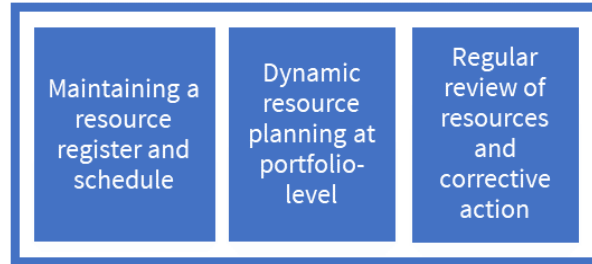 Maintaining a
resource
register and
schedule
Dynamic
resource
planning at
portfolio-
level
Regular
review of
resources
and
corrective
action